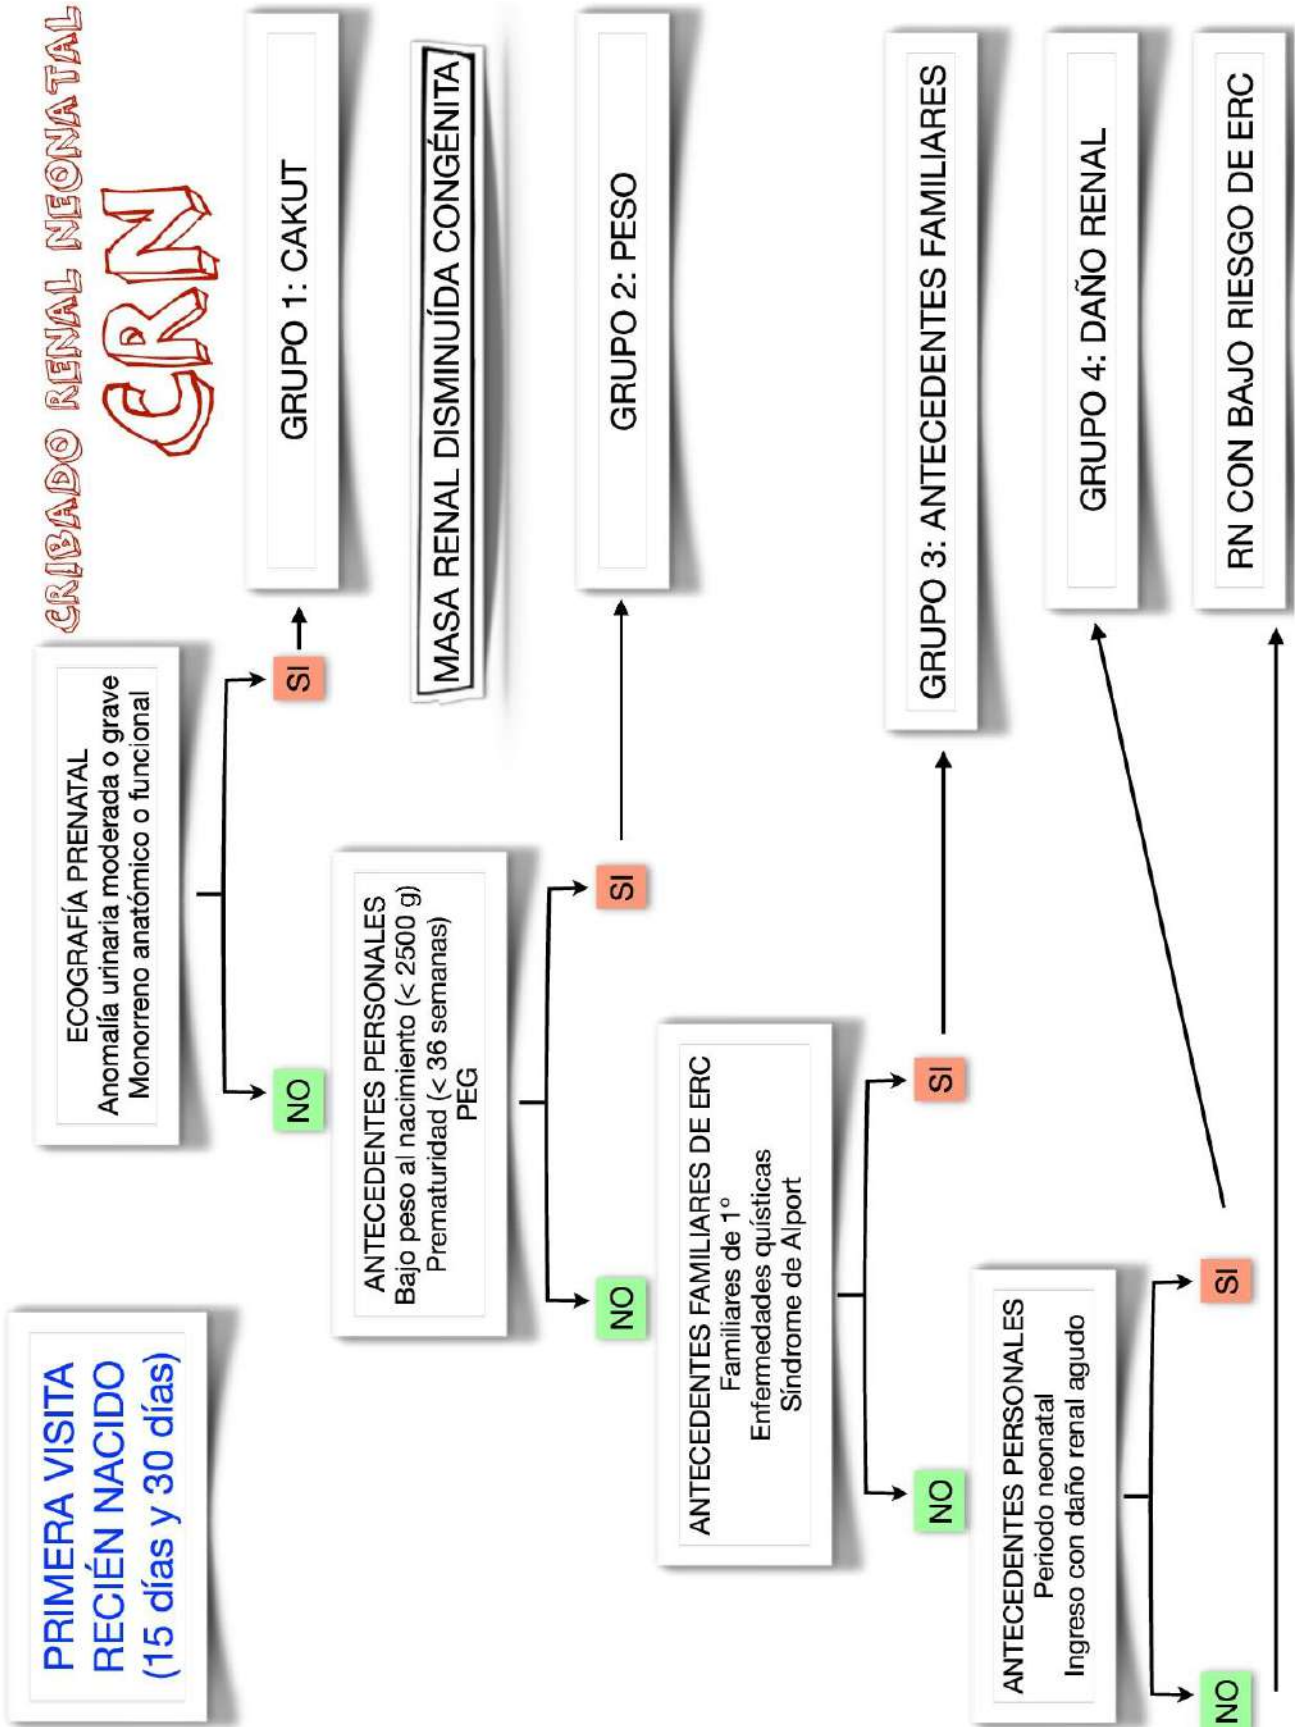 CRIBADO RENAL NEONATAL
CRN
PRIMERA VISITA
RECIÉN NACIDO
(15 días y 30 días)
ECOGRAFÍA PRENATAL
Anomalía urinaria moderada o grave
Monorreno anatómico o funcional
NO
SI
GRUPO 1: CAKUT
MASA RENAL DISMINUÍDA CONGÉNITA
ANTECEDENTES PERSONALES
Bajo peso al nacimiento (< 2500 g)
Prematuridad (< 36 semanas)
PEG
NO
SI
GRUPO 2: PESO
ANTECEDENTES FAMILIARES DE ERC
Familiares de 1º
Enfermedades quísticas
Síndrome de Alport
NO
SI
GRUPO 3: ANTECEDENTES FAMILIARES
ANTECEDENTES PERSONALES
Periodo neonatal
Ingreso con daño renal agudo
NO
SI
GRUPO 4: DAÑO RENAL
RN CON BAJO RIESGO DE ERC